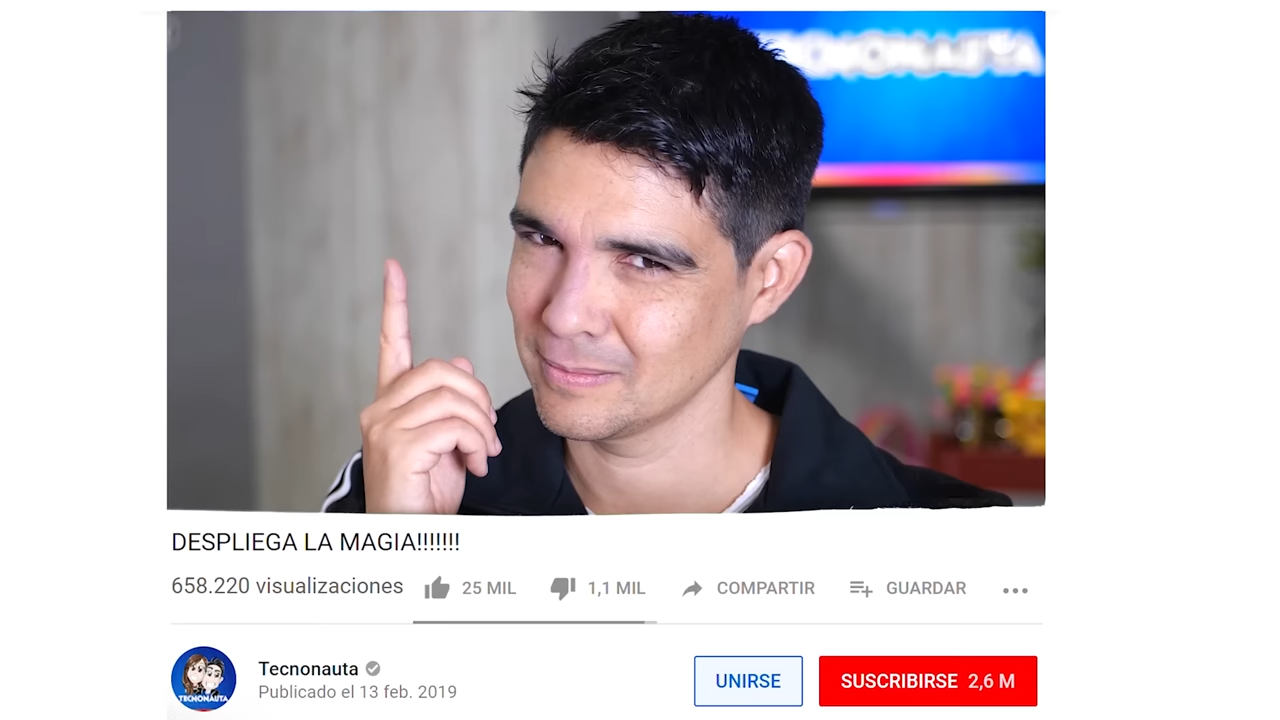 TECNONAUTA
DESPLIEGA LA MAGIA!!!!!!!
658.220 visualizaciones 25 MIL 1,1 MIL COMPARTIR GUARDAR ...
Tecnonauta
Publicado el 13 feb. 2019
TECNONAUTA
UNIRSE
SUSCRIBIRSE 2,6 M